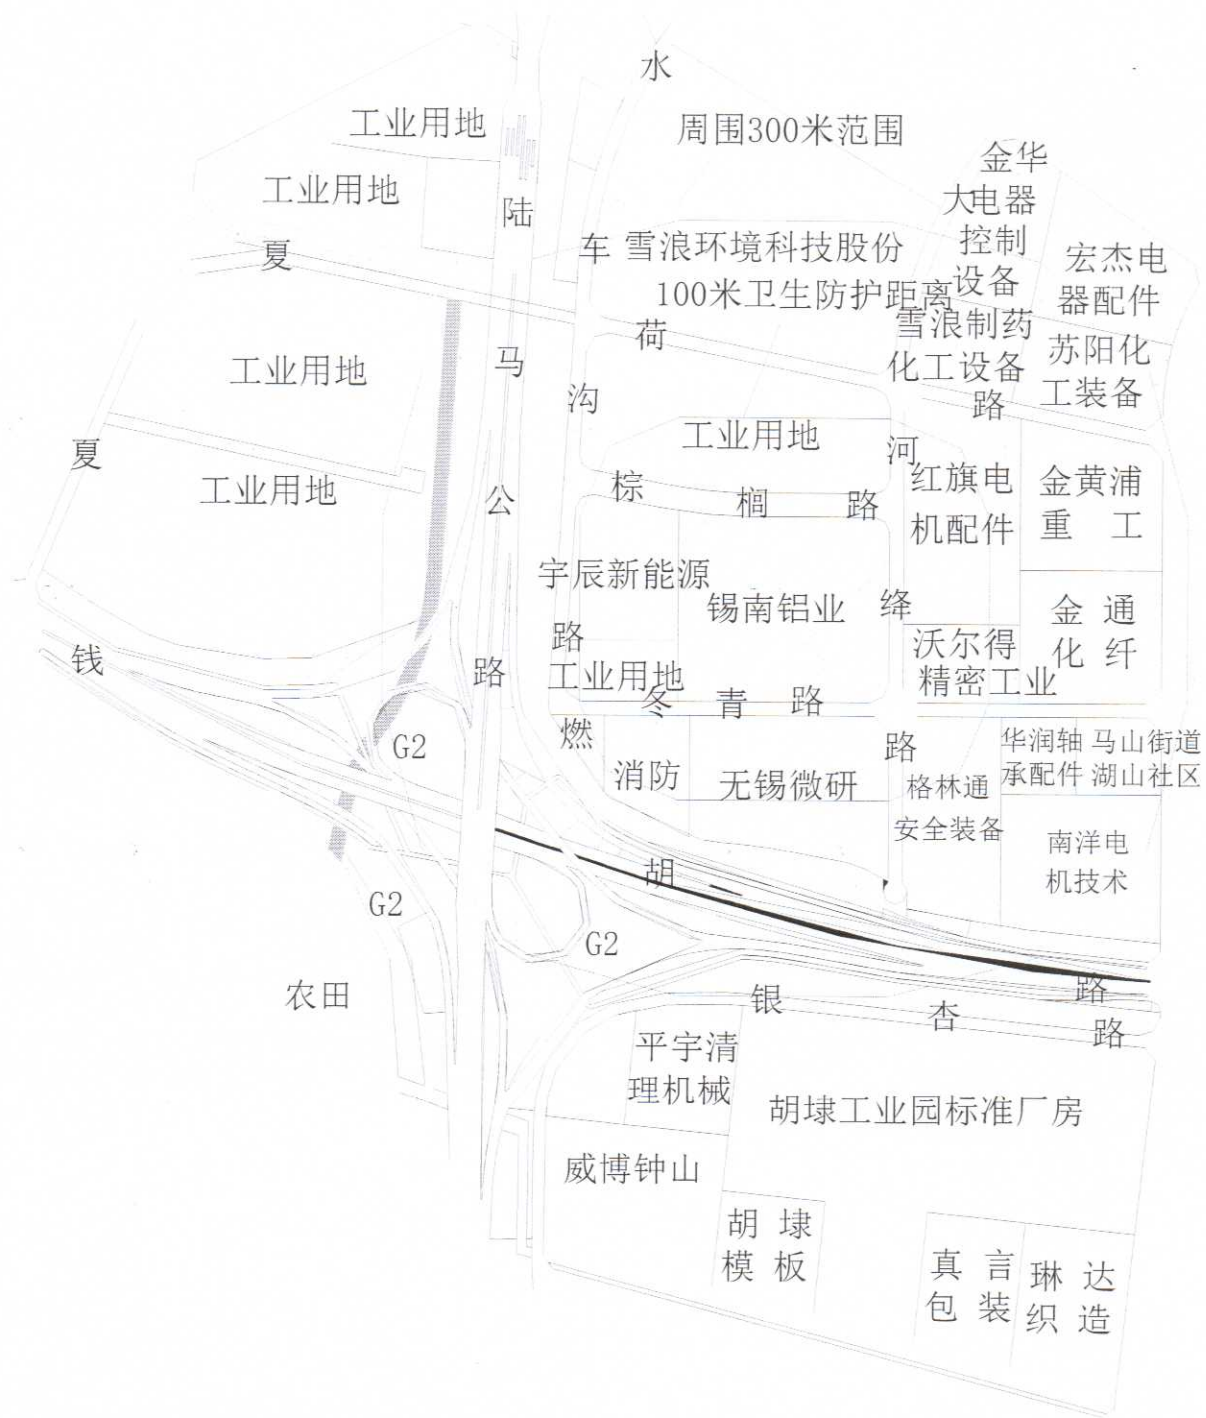 水
工业用地
周围300米范围
工业用地
陆
金华
大电器
控制
设备
夏
车
雪浪环境科技股份
100米卫生防护距离
宏杰电
器配件
荷
雪浪制药
化工设备
路
苏阳化
工装备
工业用地
马
沟
工业用地
河
夏
工业用地
公
棕
榈
路
红旗电
机配件
金黄浦
重 工
宇辰新能源
锡南铝业
绛
金 通
化 纤
路
沃尔得
精密工业
钱
路
工业用地
冬
青
路
燃
G2
消防
无锡微研
路
华润轴
承配件
马山街道
湖山社区
格林通
安全装备
南洋电
机技术
胡
G2
G2
农田
银
杏
路
路
平宇清
理机械
胡埭工业园标准厂房
威博钟山
胡 埭
模 板
真 言
包 装
琳 达
织 造